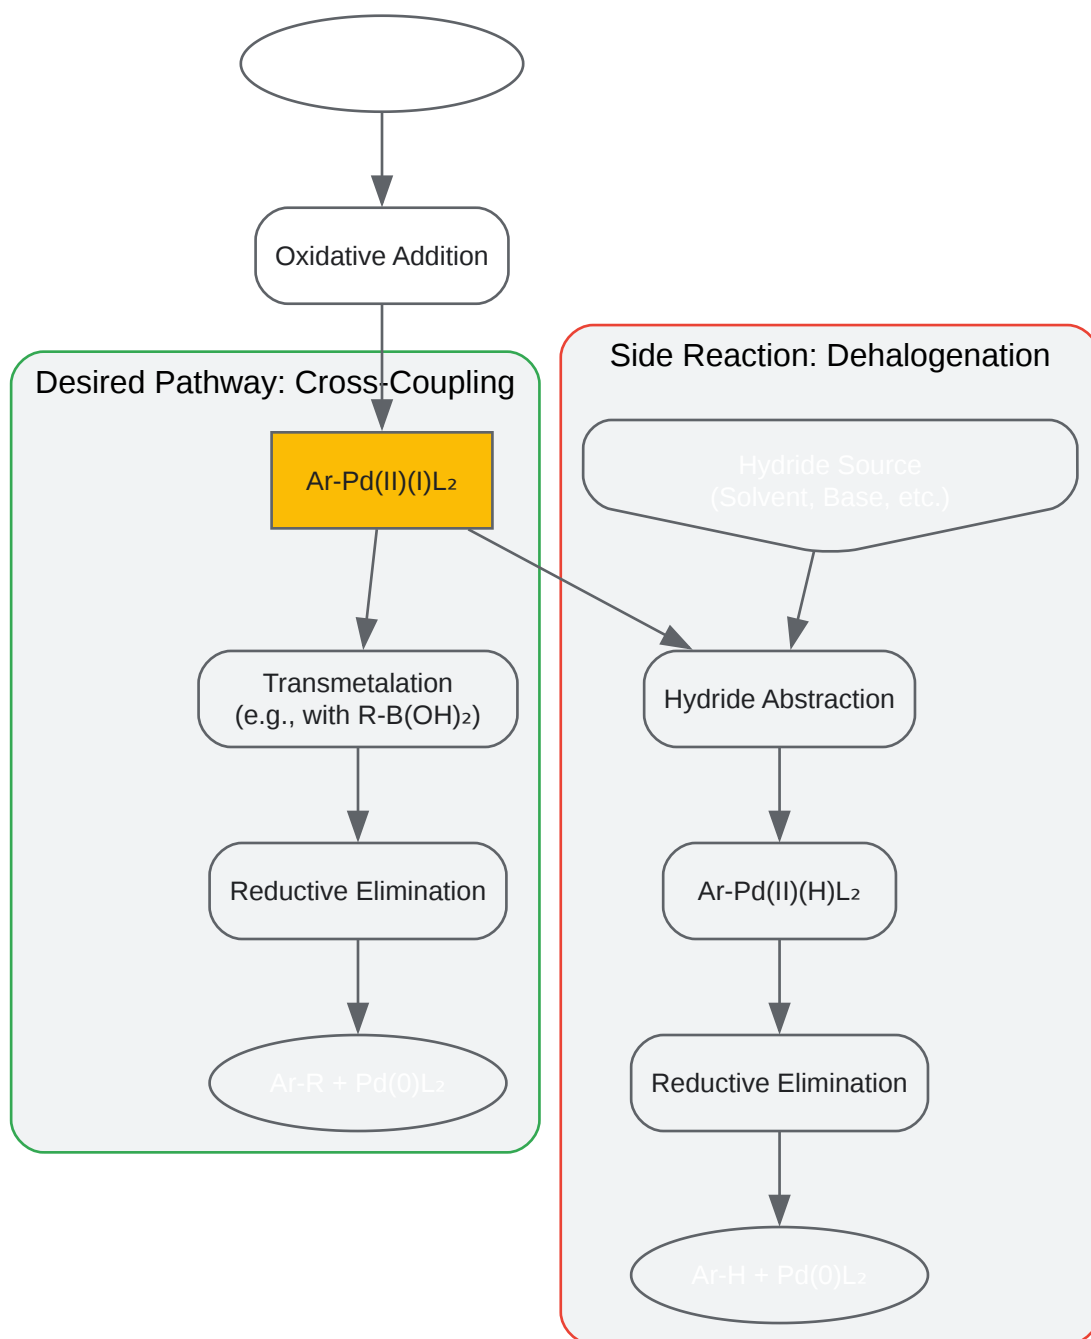 Oxidative Addition
Desired Pathway: Cross-Coupling
Ar-Pd(II)(I)L₂
Transmetalation
(e.g., with R-B(OH)₂)
Reductive Elimination
Ar-R + Pd(0)L₂
Side Reaction: Dehalogenation
Hydride Source
(Solvent, Base, etc.)
Hydride Abstraction
Ar-Pd(II)(H)L₂
Reductive Elimination
Ar-H + Pd(0)L₂